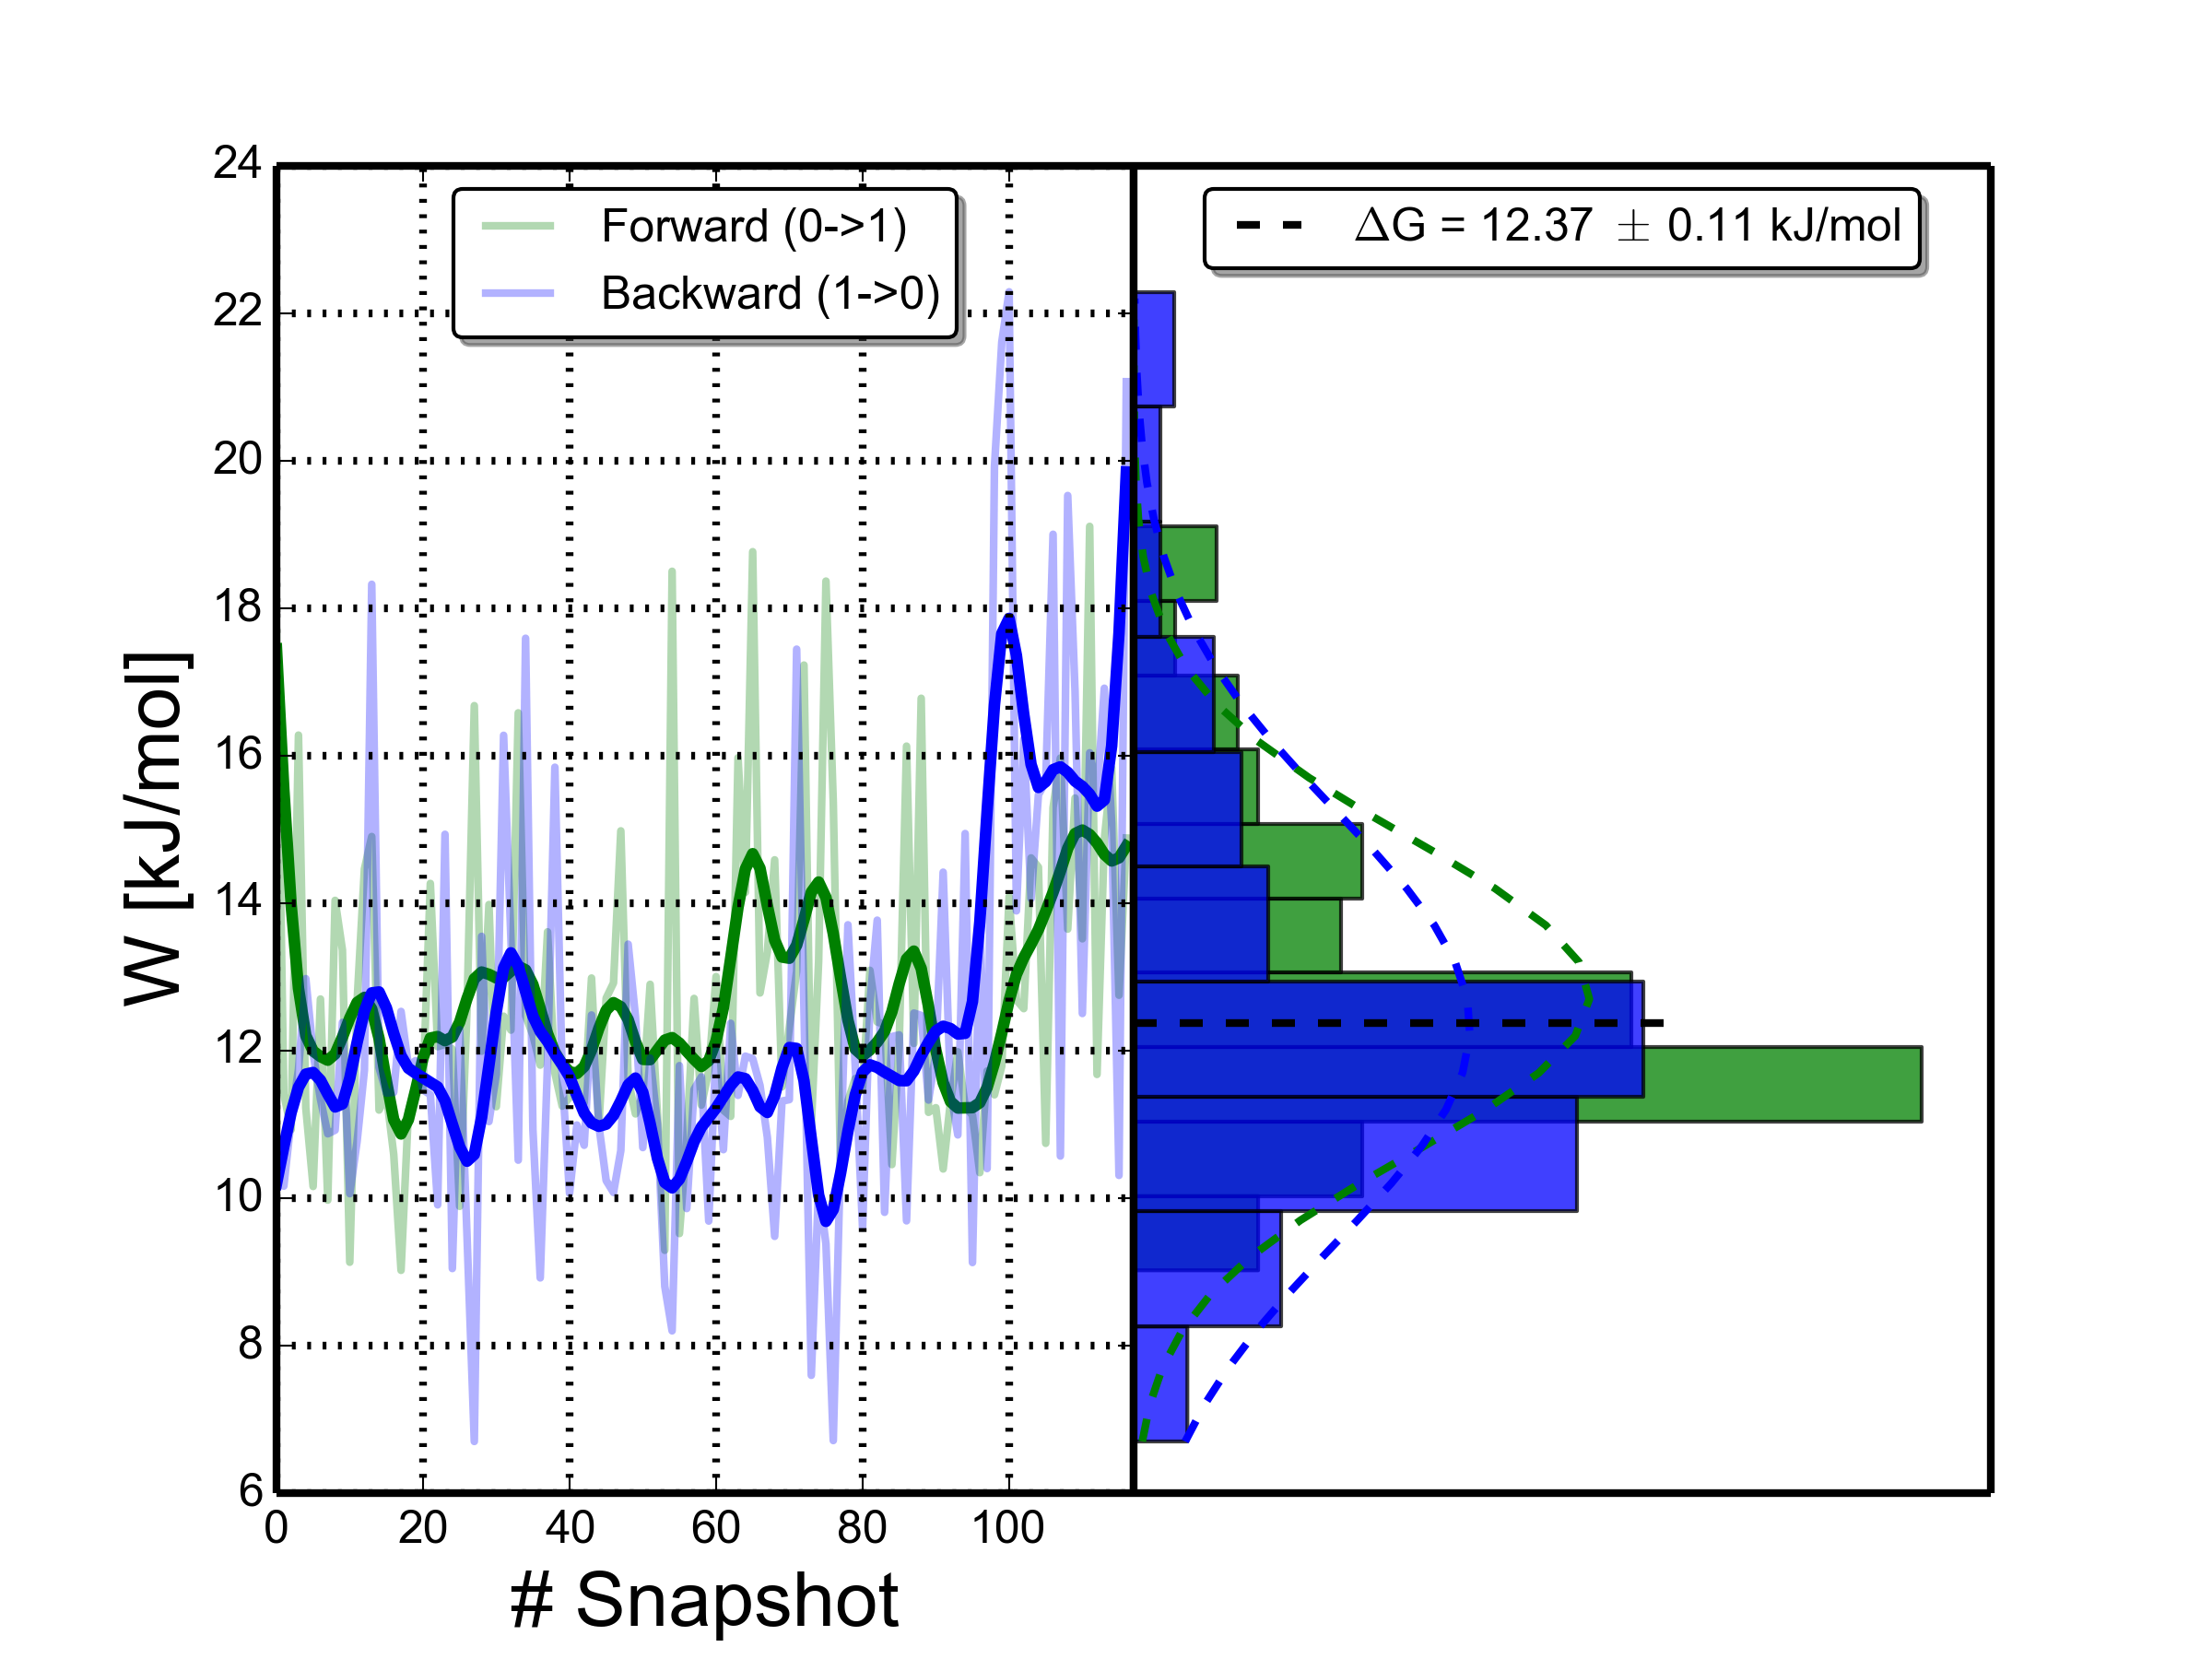 24
22
20
18
16
14
12
10
8
6
W [kJ/mol]
Forward (0->1)
Backward (1->0)
ΔG = 12.37 ± 0.11 kJ/mol
0 20 40 60 80 100
# Snapshot